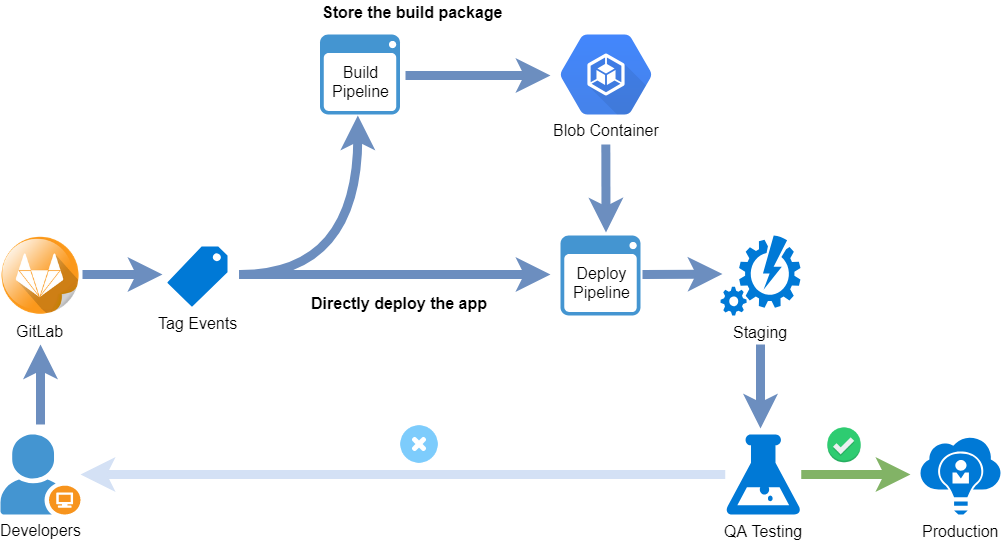 Store the build package
Build
Pipeline
Blob Container
GitLab
Tag Events
Directly deploy the app
Deploy
Pipeline
Staging
Developers
QA Testing
Production